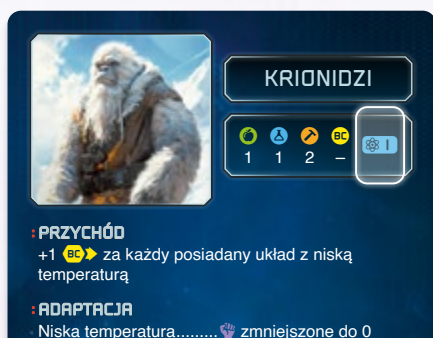 KRIONIDZI
BC
1 1 2 – I
: PRZYCHÓD
+1 BC za każdy posiadany układ z niską
temperaturą
: ADAPTACJA
Niska temperatura......... zmniejszone do 0